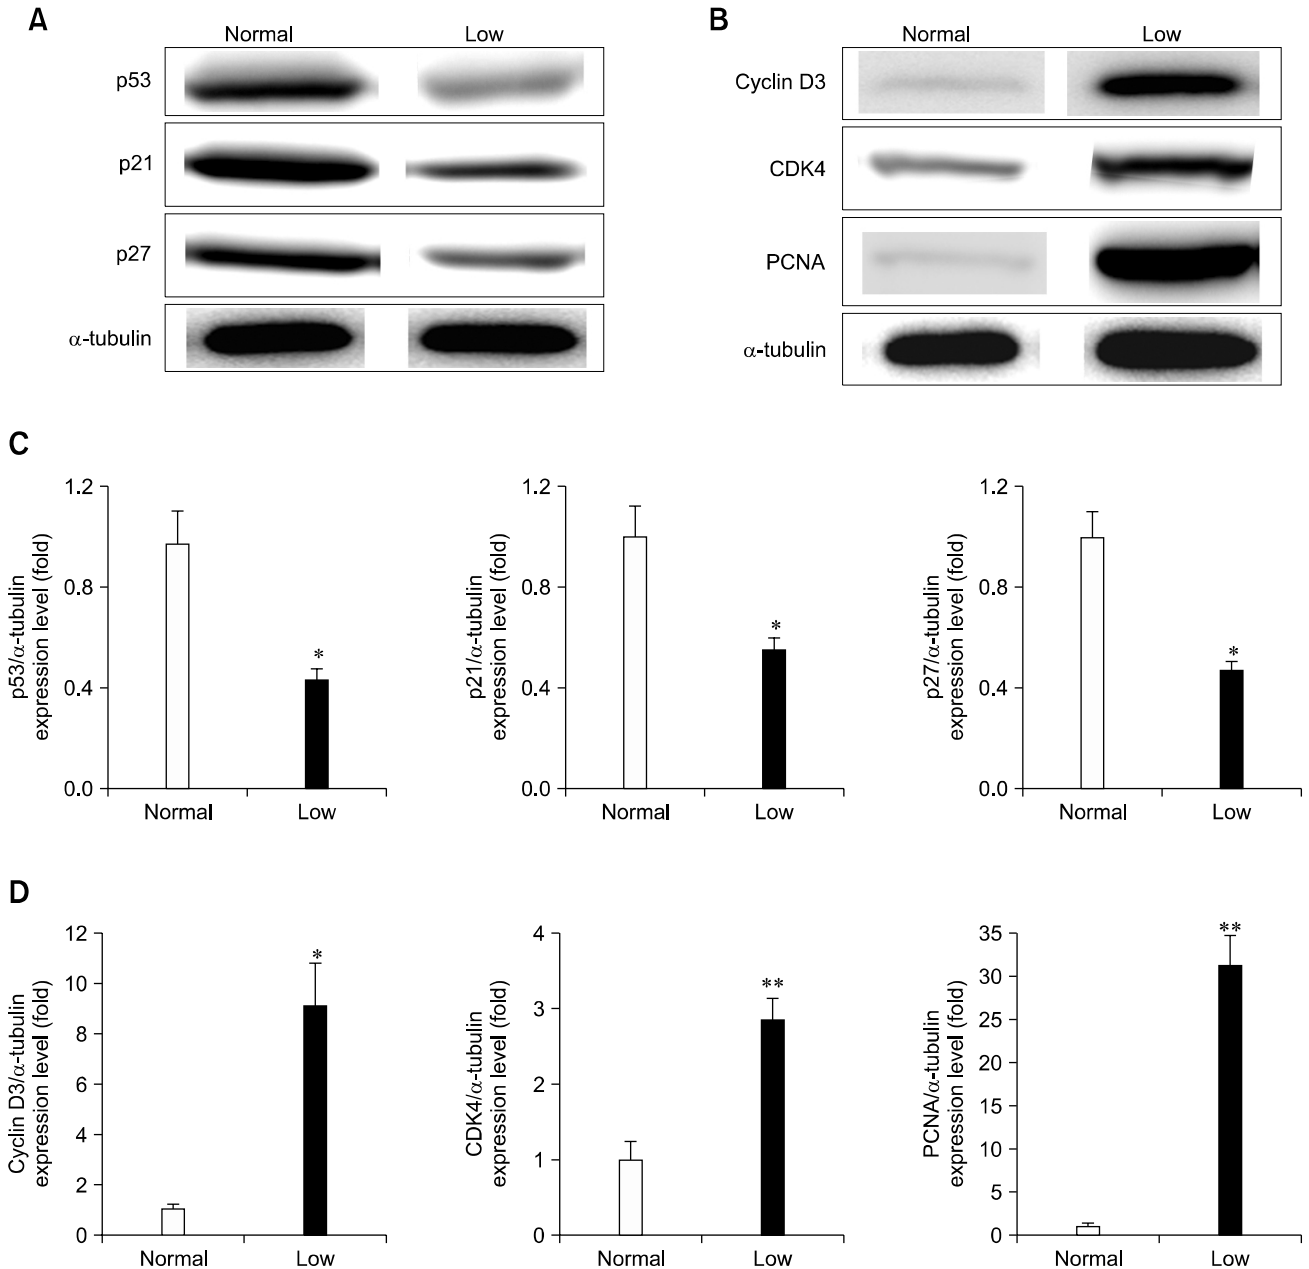 A
Normal Low
p53
p21
p27
α-tubulin
B
Normal Low
Cyclin D3
CDK4
PCNA
α-tubulin
C
p53/α-tubulin
expression level (fold)
1.2
0.8
0.4
0.0
*
Normal Low
p21/α-tubulin
expression level (fold)
1.2
0.8
0.4
0.0
*
Normal Low
p27/α-tubulin
expression level (fold)
1.2
0.8
0.4
0.0
*
Normal Low
D
Cyclin D3/α-tubulin
expression level (fold)
12
10
8
6
4
2
0
*
Normal Low
CDK4/α-tubulin
expression level (fold)
4
3
2
1
0
**
Normal Low
PCNA/α-tubulin
expression level (fold)
35
30
25
20
15
10
5
0
**
Normal Low